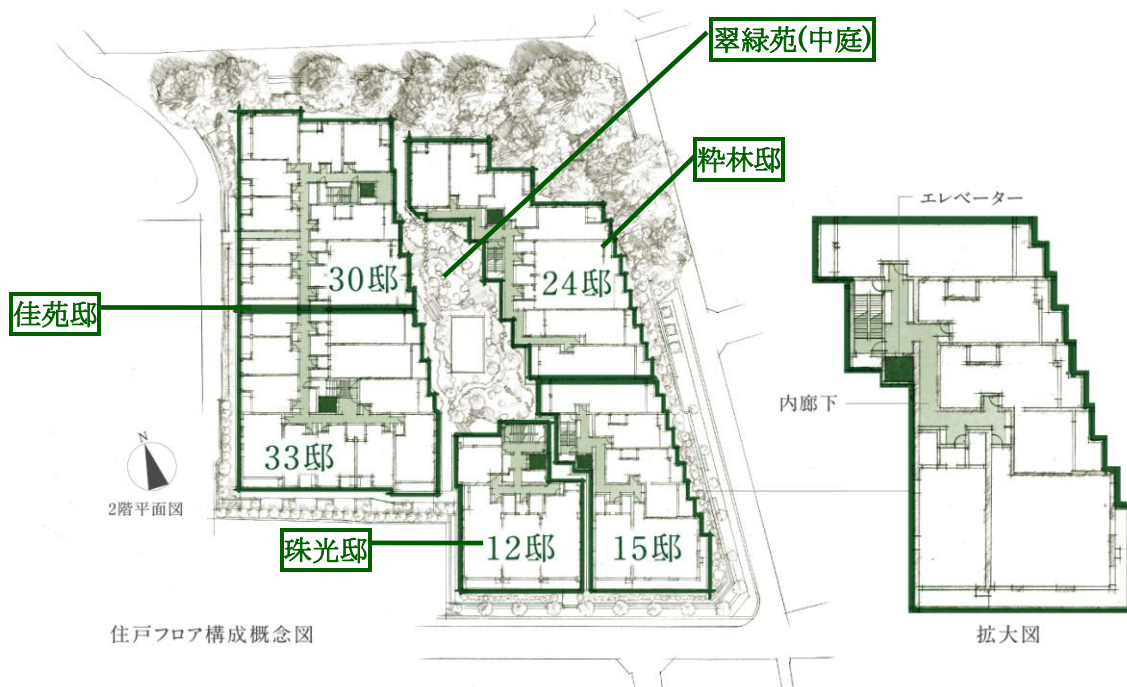 翠緑苑(中庭)
粋林邸
エレベーター
30邸
24邸
佳苑邸
内廊下
N
33邸
2階平面図
珠光邸
12邸
15邸
住戸フロア構成概念図
拡大図